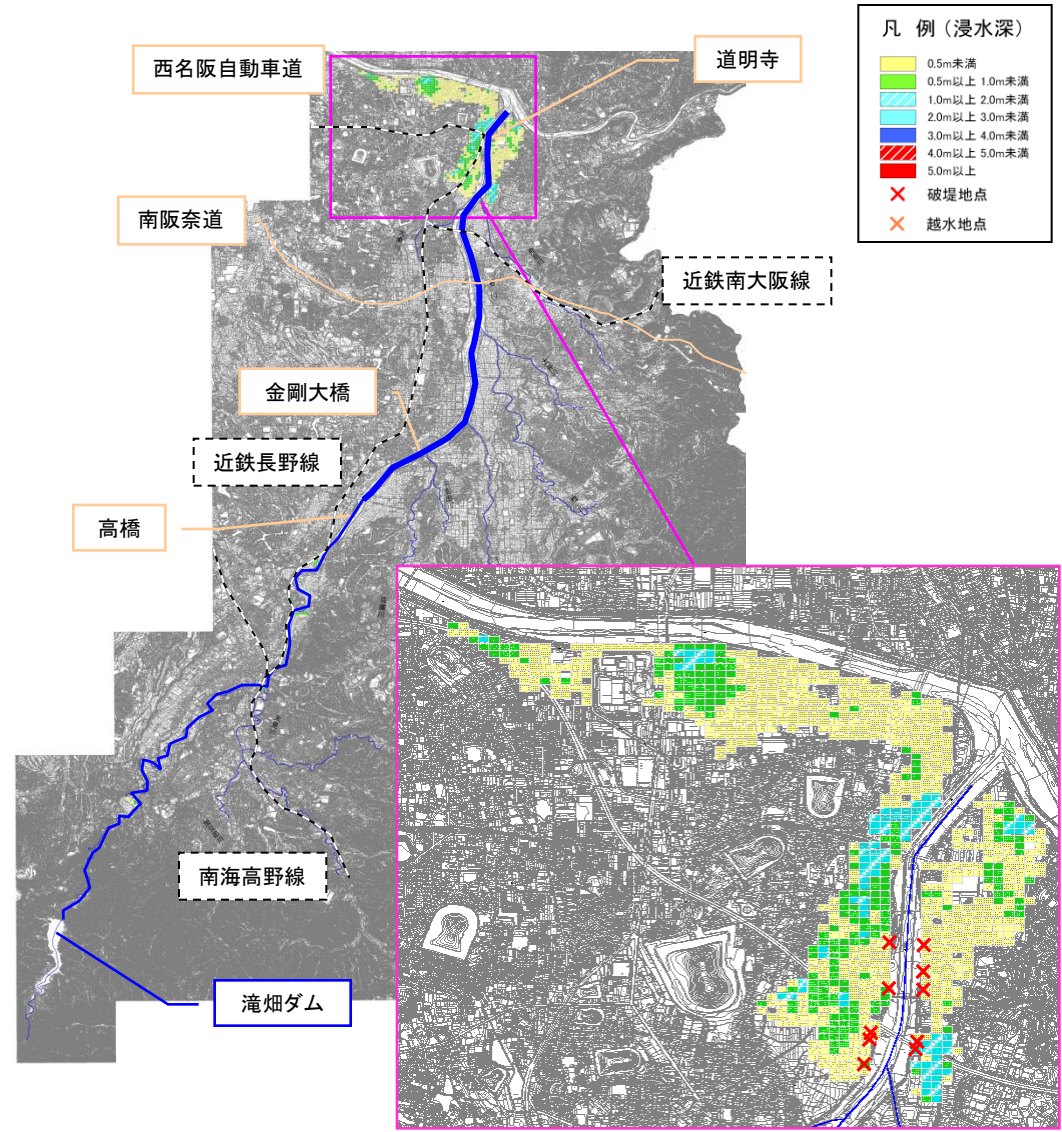 凡 例（浸水深）
0.5m未満
0.5m以上 1.0m未満
1.0m以上 2.0m未満
2.0m以上 3.0m未満
3.0m以上 4.0m未満
4.0m以上 5.0m未満
5.0m以上
破堤地点
越水地点
西名阪自動車道
道明寺
南阪奈道
近鉄南大阪線
金剛大橋
近鉄長野線
高橋
南海高野線
滝畑ダム